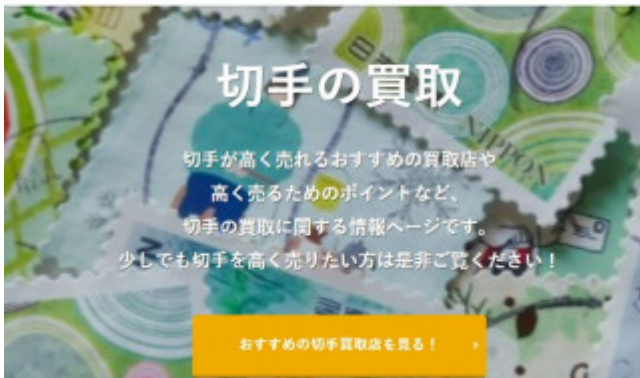 切手の買取
切手が高く売れるおすすめの買取店や
高く売るためのポイントなど、
切手の買取に関する情報ページです。
少しでも切手を高く売りたい方は是非ご覧ください！
おすすめの切手買取店を見る！ ›
NIPPON